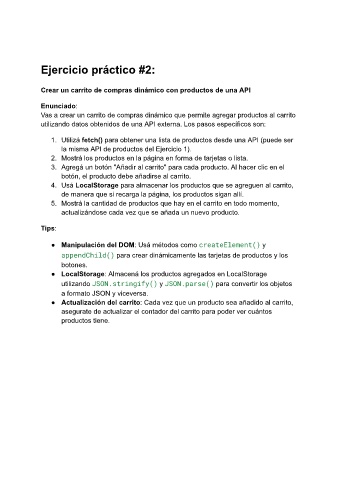 Ejercicio práctico #2:
Crear un carrito de compras dinámico con productos de una API
Enunciado:
Vas a crear un carrito de compras dinámico que permite agregar productos al carrito
utilizando datos obtenidos de una API externa. Los pasos específicos son:
1. Utilizá fetch() para obtener una lista de productos desde una API (puede ser
la misma API de productos del Ejercicio 1).
2. Mostrá los productos en la página en forma de tarjetas o lista.
3. Agregá un botón "Añadir al carrito" para cada producto. Al hacer clic en el
botón, el producto debe añadirse al carrito.
4. Usá LocalStorage para almacenar los productos que se agreguen al carrito,
de manera que si recarga la página, los productos sigan allí.
5. Mostrá la cantidad de productos que hay en el carrito en todo momento,
actualizándose cada vez que se añada un nuevo producto.
Tips:
● Manipulación del DOM: Usá métodos como createElement() y
appendChild() para crear dinámicamente las tarjetas de productos y los
botones.
● LocalStorage: Almacená los productos agregados en LocalStorage
utilizando JSON.stringify() y JSON.parse() para convertir los objetos
a formato JSON y viceversa.
● Actualización del carrito: Cada vez que un producto sea añadido al carrito,
asegurate de actualizar el contador del carrito para poder ver cuántos
productos tiene.